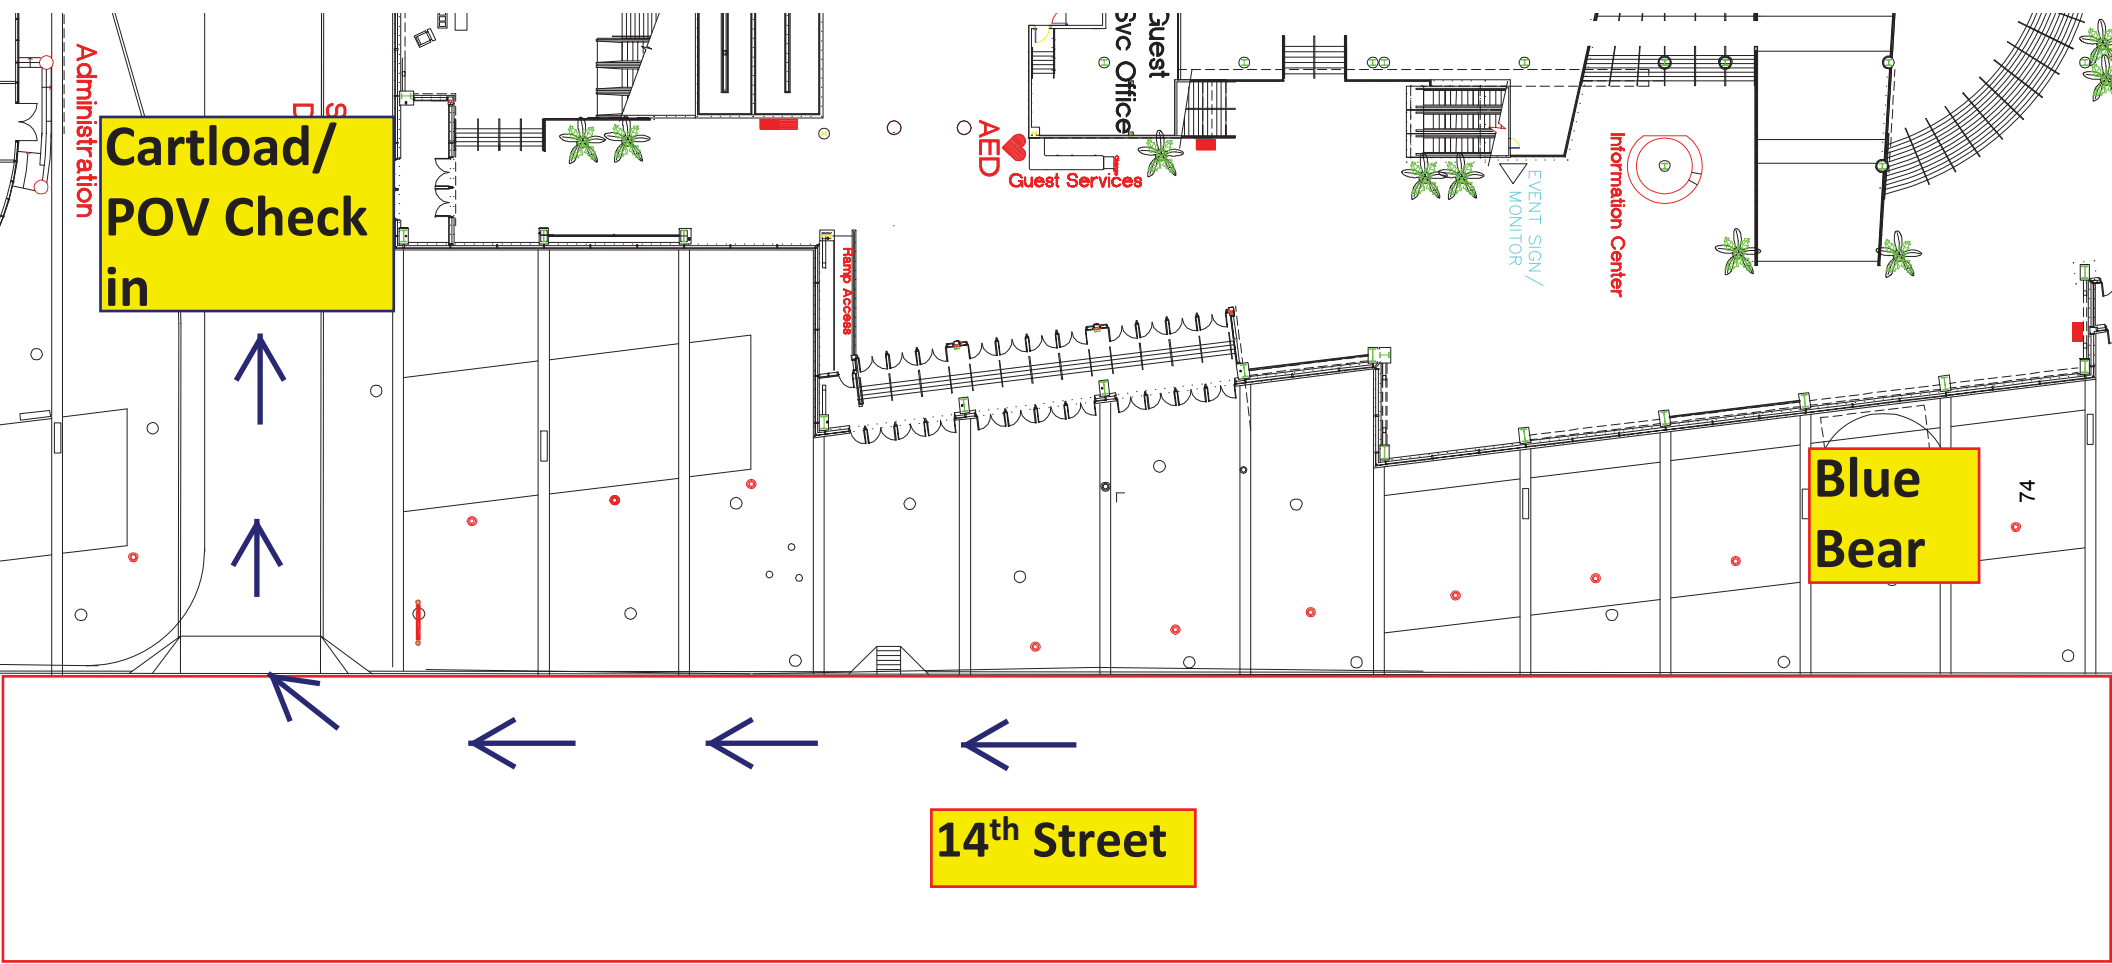 Administration
S
D
Cartload/
POV Check
in
Guest
Svc Office
AED
Guest Services
Ramp Access
EVENT SIGN/
MONITOR
Information Center
Blue
Bear
74
14th Street